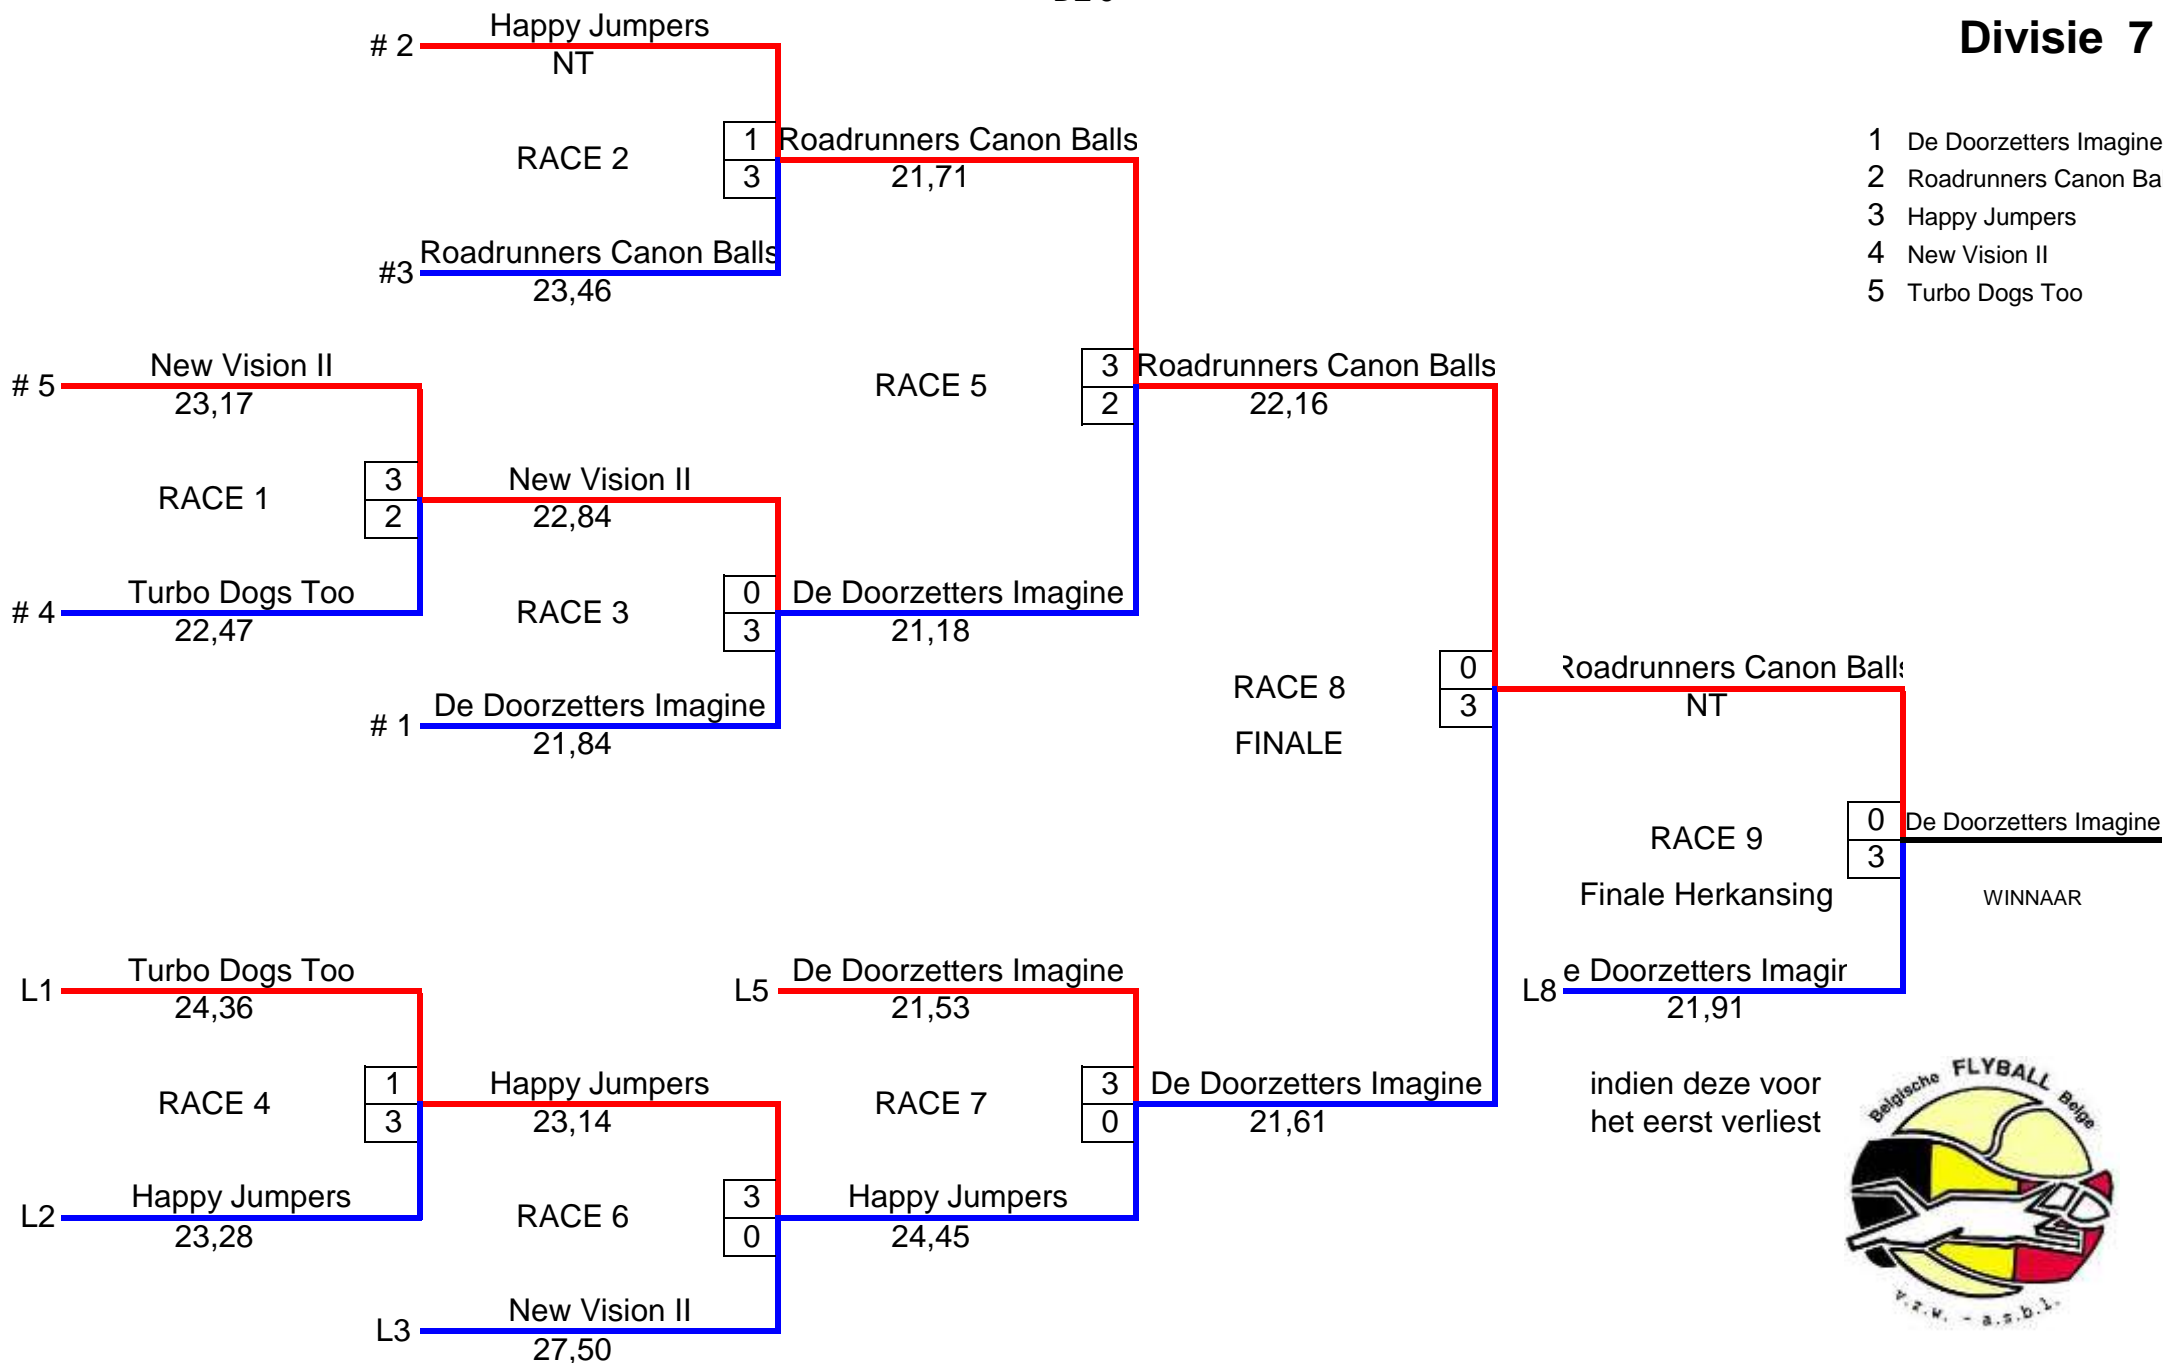 Divisie 7
Happy Jumpers
# 2
NT
1 De Doorzetters Imagine
2 Roadrunners Canon Ba
3 Happy Jumpers
4 New Vision II
5 Turbo Dogs Too
RACE 2
1
3
Roadrunners Canon Balls
21,71
#3
Roadrunners Canon Balls
23,46
# 5
New Vision II
23,17
RACE 1
3
2
# 4
Turbo Dogs Too
22,47
New Vision II
22,84
RACE 3
0
3
# 1
De Doorzetters Imagine
21,84
De Doorzetters Imagine
21,18
RACE 5
3
2
Roadrunners Canon Balls
22,16
RACE 8
FINALE
0
3
Roadrunners Canon Balls
NT
RACE 9
Finale Herkansing
0
3
De Doorzetters Imagine
WINNAAR
L8
e Doorzetters Imagin
21,91
indien deze voor
het eerst verliest
L1
Turbo Dogs Too
24,36
RACE 4
1
3
L2
Happy Jumpers
23,28
Happy Jumpers
23,14
RACE 6
3
0
L3
New Vision II
27,50
L5
De Doorzetters Imagine
21,53
RACE 7
3
0
Happy Jumpers
24,45
De Doorzetters Imagine
21,61
Belgische FLYBALL Belge
v.z.w. - a.s.b.l.